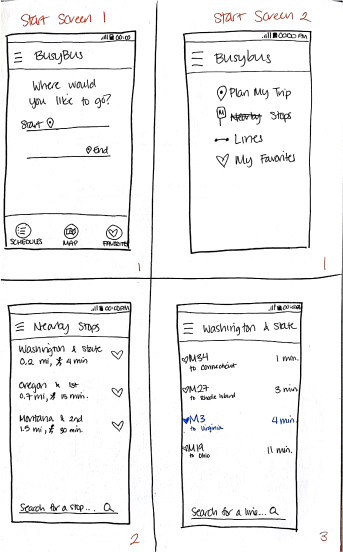 Start Screen 1
00:00
BusyBus
Where would
you like to go?
Start
End
SCHEDULES
MAP
FAVORITES
1
Start Screen 2
00:00 PM
Busybus
Plan My Trip
M Nearby Stops
Lines
My Favorites
1
00:00PM
Nearby Stops
Washington & State
0.2 mi, 4 min
Oregon & 1st
0.7 mi, 15 min.
Montana & 2nd
1.5 mi, 30 min.
Search for a stop...
2
Washington & State
M34 1 min.
to Connecticut
M27 3 min.
to Rhode Island
M3 4 min.
to Virginia
M19 11 min.
to Ohio
Search for a line...
3